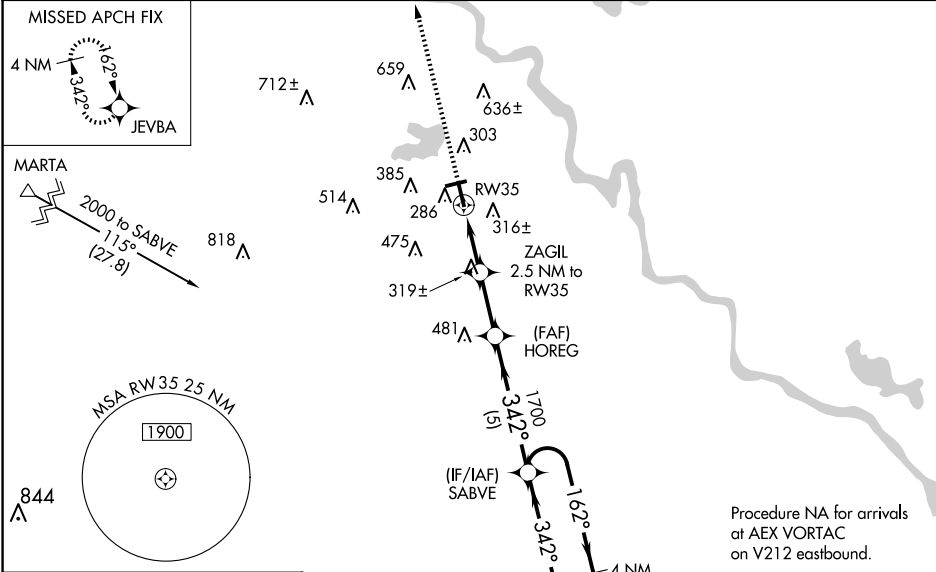 MISSED APCH FIX
4 NM
162°
342°
JEVBA
MARTA
2000 to SABVE
115°
(27.8)
712±
659
636±
303
385
514
286
RW35
316±
818
475
ZAGIL
2.5 NM to
RW35
319±
481
(FAF)
HOREG
1700
342°
(5)
(IF/IAF)
SABVE
162°
342°
4 NM
MSA RW35 25 NM
1900
844
Procedure NA for arrivals
at AEX VORTAC
on V212 eastbound.